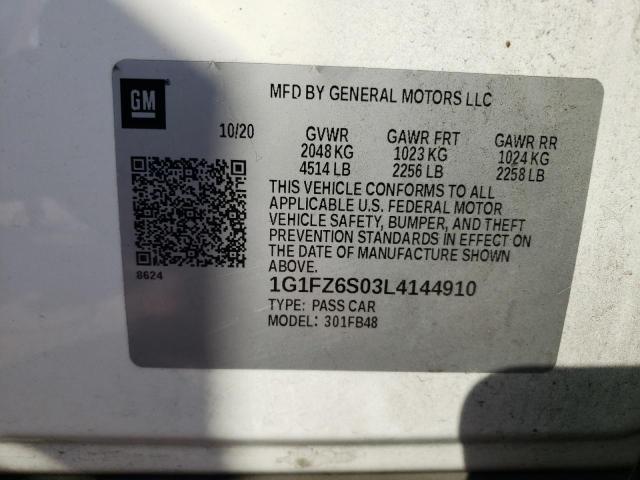 GM
MFD BY GENERAL MOTORS LLC
10/20 GVWR GAWR FRT GAWR RR
2048 KG 1023 KG 1024 KG
4514 LB 2256 LB 2258 LB
THIS VEHICLE CONFORMS TO ALL
APPLICABLE U.S. FEDERAL MOTOR
VEHICLE SAFETY, BUMPER, AND THEFT
PREVENTION STANDARDS IN EFFECT ON
THE DATE OF MANUFACTURE SHOWN
ABOVE.
8624
1G1FZ6S03L4144910
TYPE: PASS CAR
MODEL: 301FB48